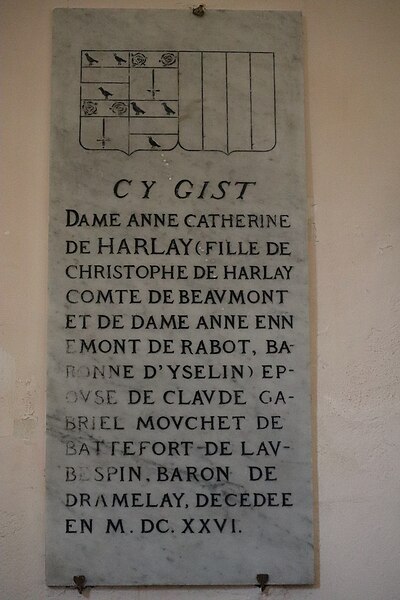 CY GIST
DAME ANNE CATHERINE
DE HARLAY (FILLE DE
CHRISTOPHE DE HARLAY
COMTE DE BEAVMONT
ET DE DAME ANNE ENN
EMONT DE RABOT, BA-
RONNE D'YSELIN) EP-
OVSE DE CLAVDE GA-
BRIEL MOVCHET DE
BATTEFORT DE LAV-
BESPIN, BARON DE
DRAMELAY, DECEDEE
EN M. DC. XXVI.